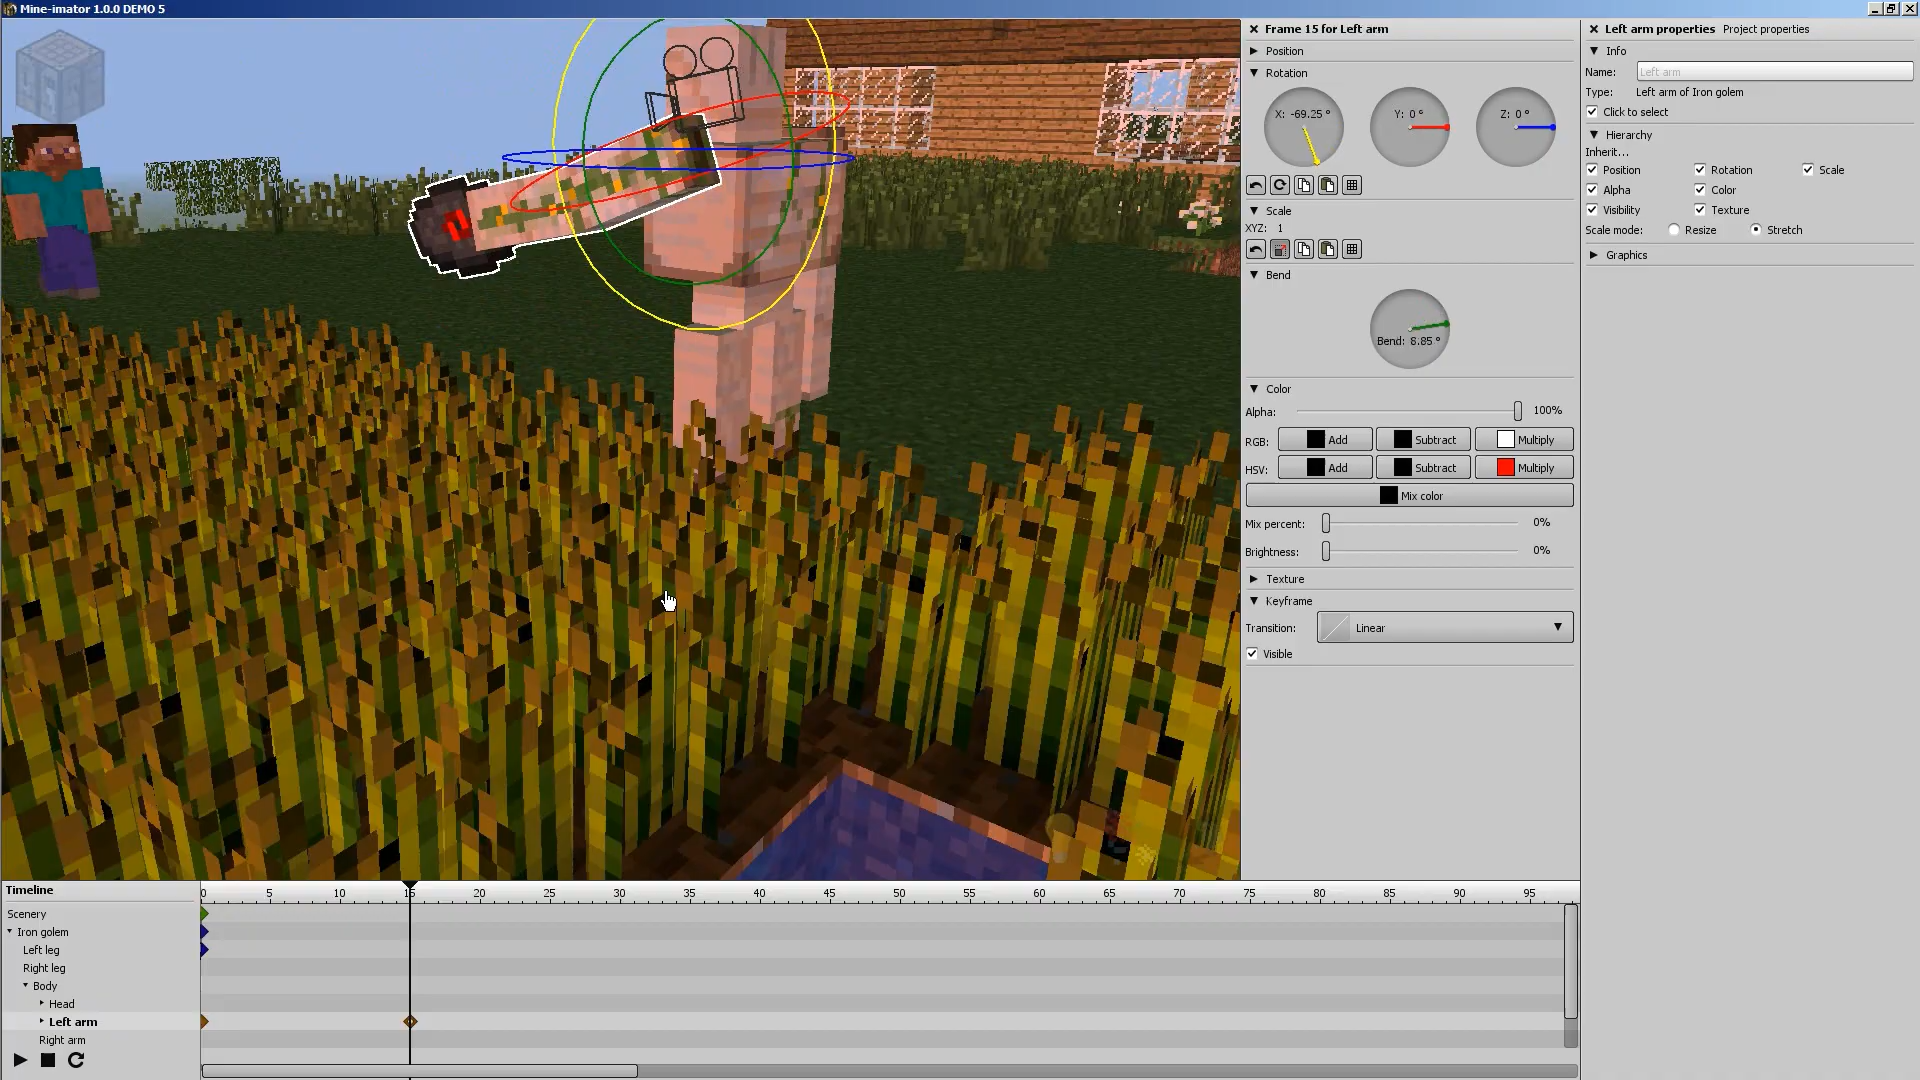 Mine-imator 1.0.0 DEMO 5
Frame 15 for Left arm
Position
Rotation
X: -69.25 °
Y: 0 °
Z: 0 °
Scale
XYZ: 1
Bend
Bend: 8.85 °
Color
Alpha: 100%
RGB: Add Subtract Multiply
HSV: Add Subtract Multiply
Mix color
Mix percent: 0%
Brightness: 0%
Texture
Keyframe
Transition: Linear
Visible
Left arm properties Project properties
Info
Name: Left arm
Type: Left arm of Iron golem
Click to select
Hierarchy
Inherit...
Position Rotation Scale
Alpha Color
Visibility Texture
Scale mode: Resize Stretch
Graphics
Timeline
0 5 10 15 20 25 30 35 40 45 50 55 60 65 70 75 80 85 90 95
Scenery
Iron golem
Left leg
Right leg
Body
Head
Left arm
Right arm